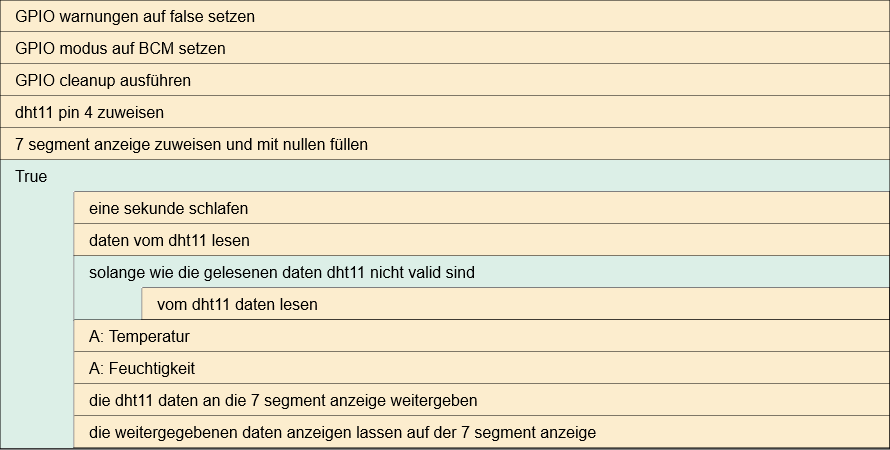 GPIO warnungen auf false setzen
GPIO modus auf BCM setzen
GPIO cleanup ausführen
dht11 pin 4 zuweisen
7 segment anzeige zuweisen und mit nullen füllen
True
eine sekunde schlafen
daten vom dht11 lesen
solange wie die gelesenen daten dht11 nicht valid sind
vom dht11 daten lesen
A: Temperatur
A: Feuchtigkeit
die dht11 daten an die 7 segment anzeige weitergeben
die weitergegebenen daten anzeigen lassen auf der 7 segment anzeige